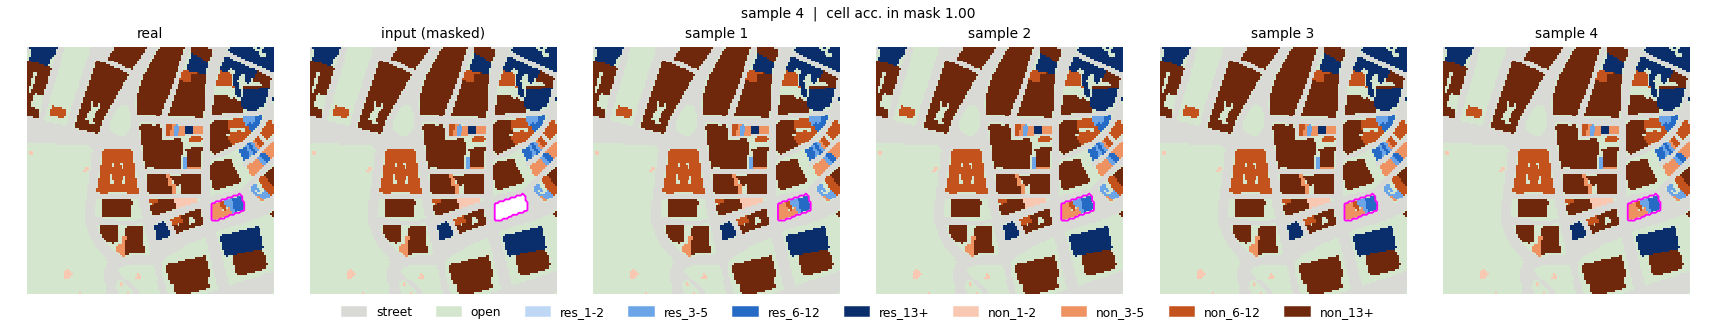 sample 4 | cell acc. in mask 1.00
real
input (masked)
sample 1
sample 2
sample 3
sample 4
street
open
res_1-2
res_3-5
res_6-12
res_13+
non_1-2
non_3-5
non_6-12
non_13+